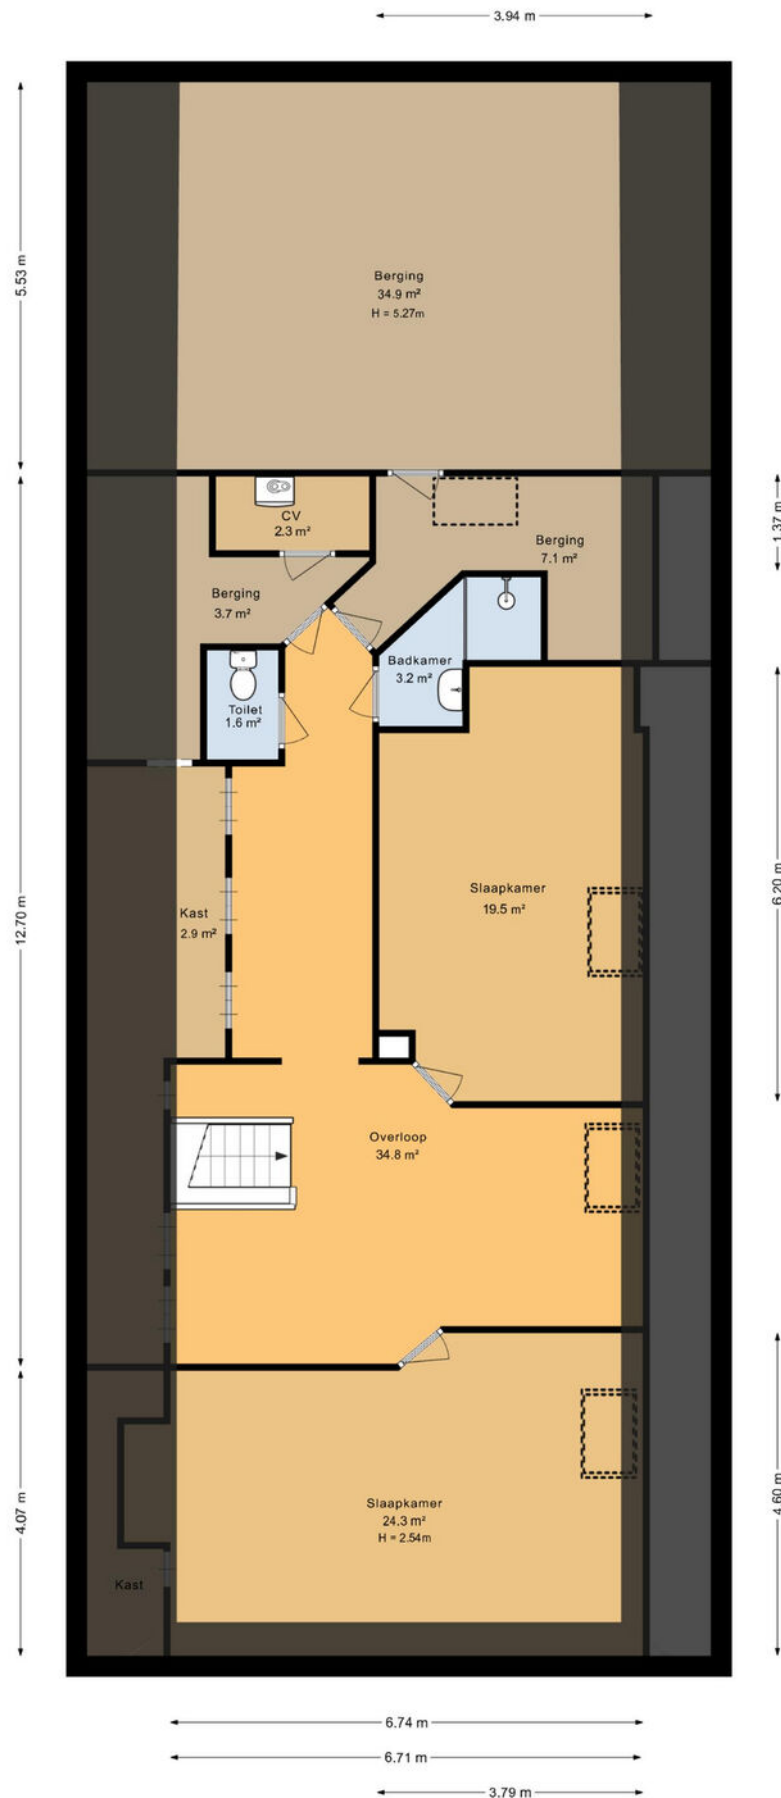 3.94 m
5.53 m
Berging
34.9 m²
H = 5.27m
CV
2.3 m²
1.37 m
Berging
7.1 m²
Berging
3.7 m²
Badkamer
3.2 m²
Toilet
1.6 m²
6.20 m
Slaapkamer
19.5 m²
12.70 m
Kast
2.9 m²
Overloop
34.8 m²
4.07 m
4.60 m
Slaapkamer
24.3 m²
H = 2.54m
Kast
6.74 m
6.71 m
3.79 m